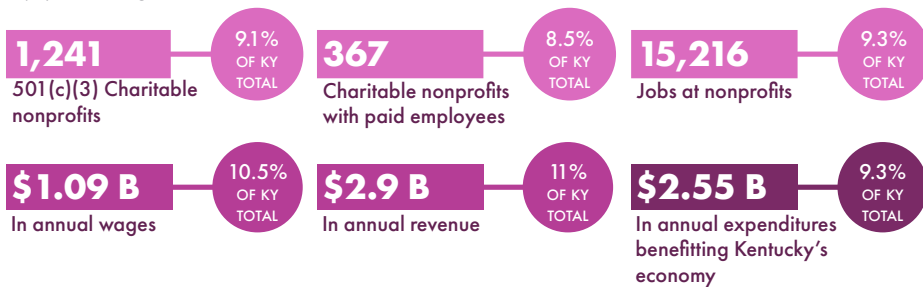 1,241
9.1%
OF KY
TOTAL
501(c)(3) Charitable
nonprofits
367
8.5%
OF KY
TOTAL
Charitable nonprofits
with paid employees
15,216
9.3%
OF KY
TOTAL
Jobs at nonprofits
$1.09 B
10.5%
OF KY
TOTAL
In annual wages
$2.9 B
11%
OF KY
TOTAL
In annual revenue
$2.55 B
9.3%
OF KY
TOTAL
In annual expenditures
benefitting Kentucky's
economy